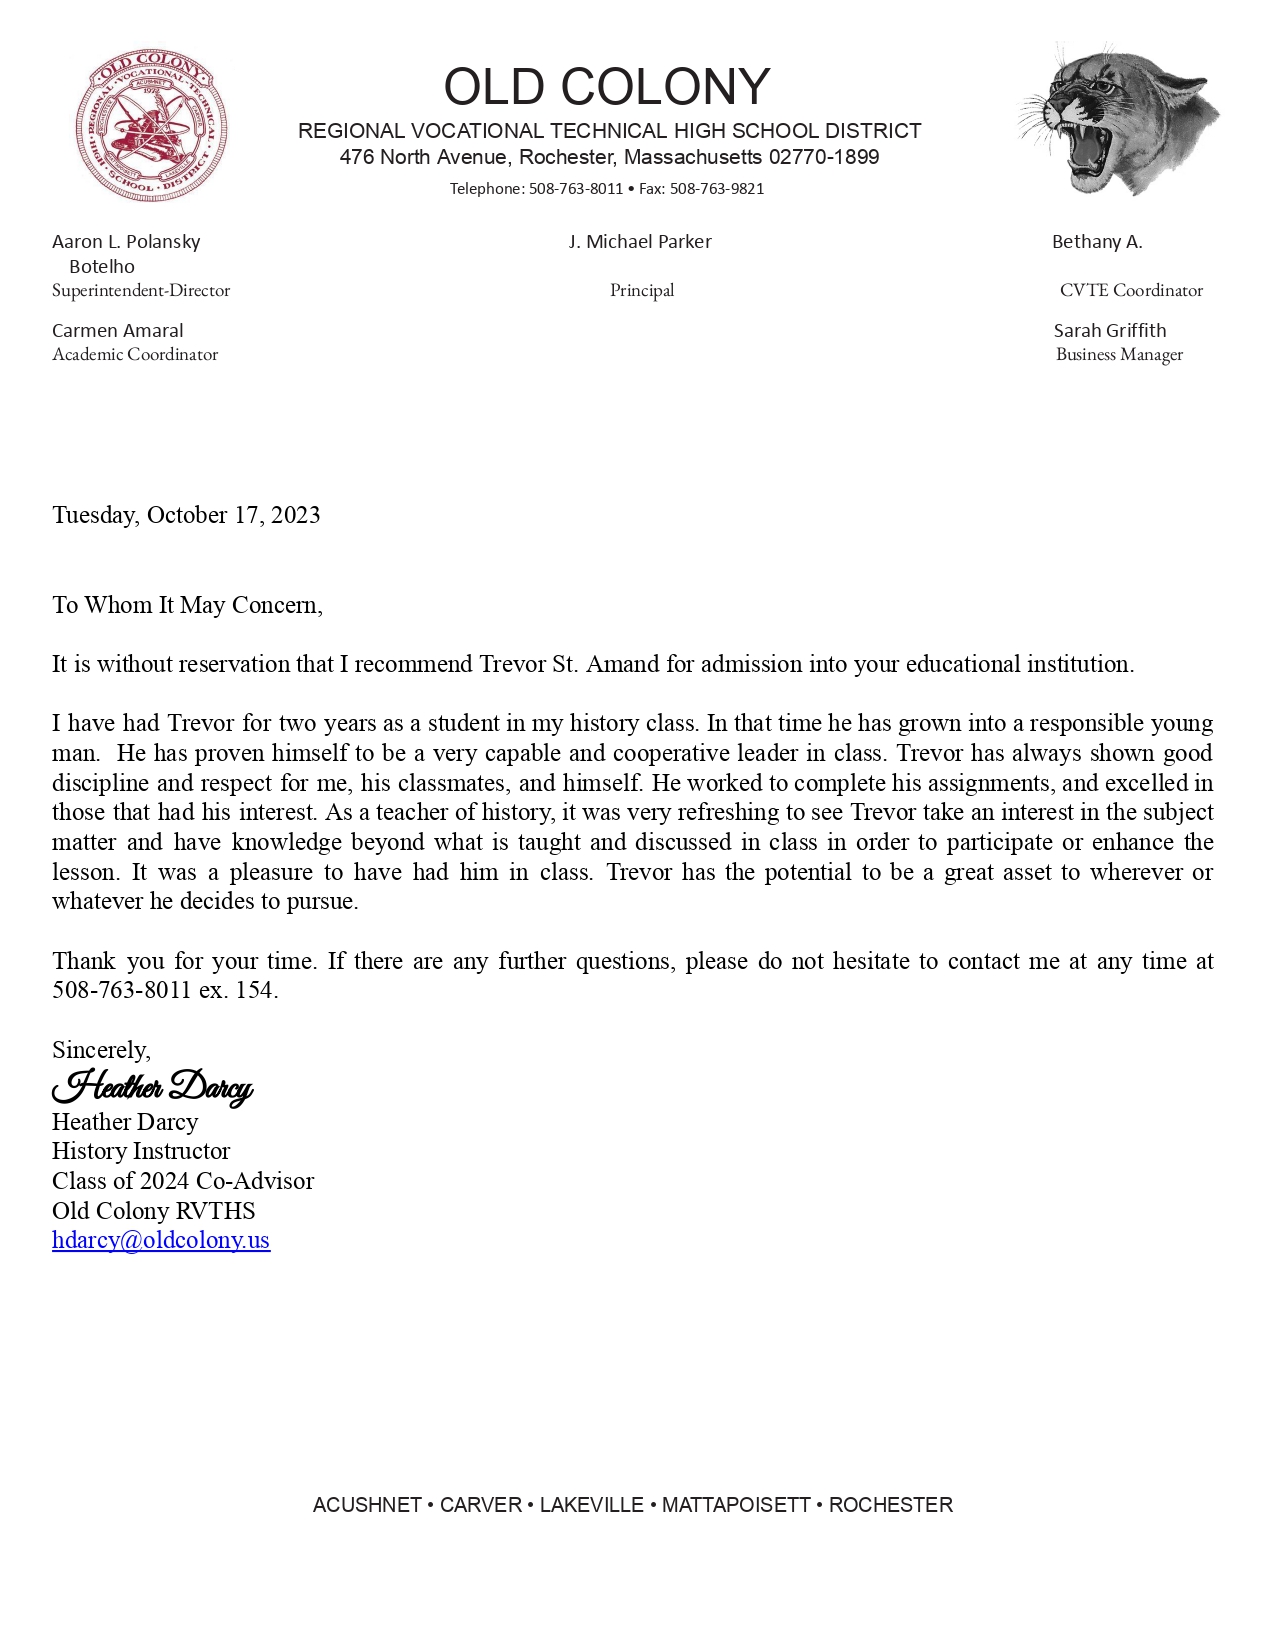 OLD COLONY
REGIONAL VOCATIONAL TECHNICAL HIGH SCHOOL DISTRICT
476 North Avenue, Rochester, Massachusetts 02770-1899
Telephone: 508-763-8011 • Fax: 508-763-9821
OLD COLONY
REGIONAL • VOCATIONAL • TECHNICAL
HIGH • SCHOOL • DISTRICT
ACUSHNET
Aaron L. Polansky J. Michael Parker Bethany A.
Botelho
Superintendent-Director Principal CVTE Coordinator
Carmen Amaral Sarah Griffith
Academic Coordinator Business Manager
Tuesday, October 17, 2023
To Whom It May Concern,
It is without reservation that I recommend Trevor St. Amand for admission into your educational institution.
I have had Trevor for two years as a student in my history class. In that time he has grown into a responsible young
man.  He has proven himself to be a very capable and cooperative leader in class. Trevor has always shown good
discipline and respect for me, his classmates, and himself. He worked to complete his assignments, and excelled in
those that had his interest. As a teacher of history, it was very refreshing to see Trevor take an interest in the subject
matter and have knowledge beyond what is taught and discussed in class in order to participate or enhance the
lesson. It was a pleasure to have had him in class. Trevor has the potential to be a great asset to wherever or
whatever he decides to pursue.
Thank you for your time. If there are any further questions, please do not hesitate to contact me at any time at
508-763-8011 ex. 154.
Sincerely,
Heather Darcy
Heather Darcy
History Instructor
Class of 2024 Co-Advisor
Old Colony RVTHS
hdarcy@oldcolony.us
ACUSHNET • CARVER • LAKEVILLE • MATTAPOISETT • ROCHESTER